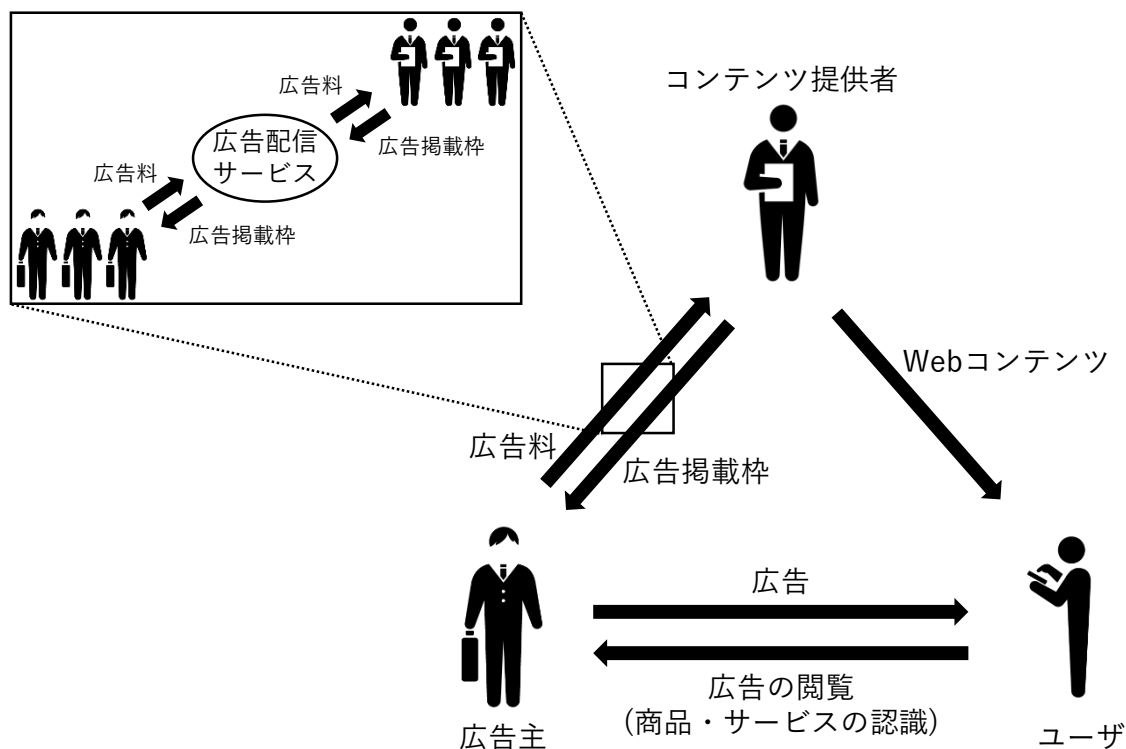 コンテンツ提供者
広告料
広告配信
サービス
広告掲載枠
広告料
広告掲載枠
Webコンテンツ
広告料
広告掲載枠
広告
広告の閲覧
(商品・サービスの認識)
広告主
ユーザ